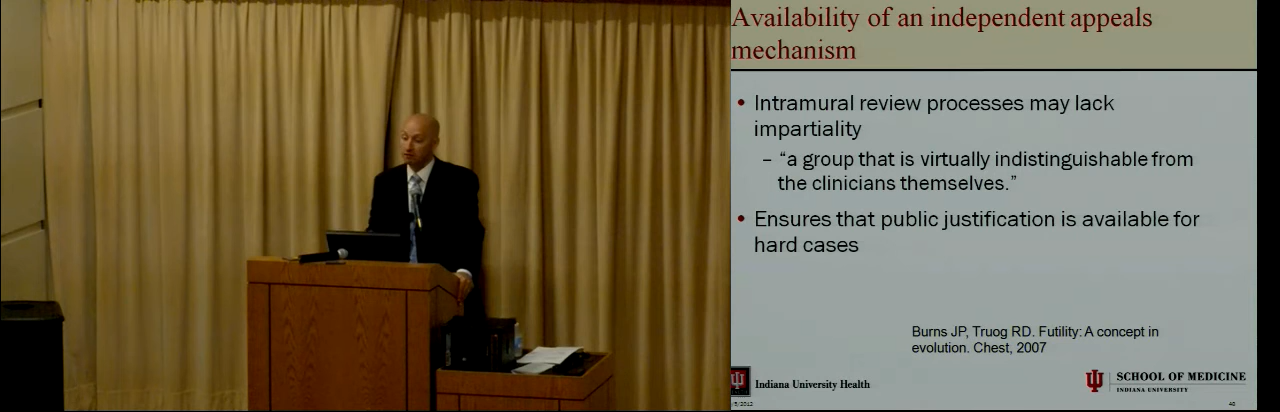 Availability of an independent appeals
mechanism
• Intramural review processes may lack
impartiality
– “a group that is virtually indistinguishable from
the clinicians themselves.”
• Ensures that public justification is available for
hard cases
Burns JP, Truog RD. Futility: A concept in
evolution. Chest, 2007
Indiana University Health
SCHOOL OF MEDICINE
INDIANA UNIVERSITY